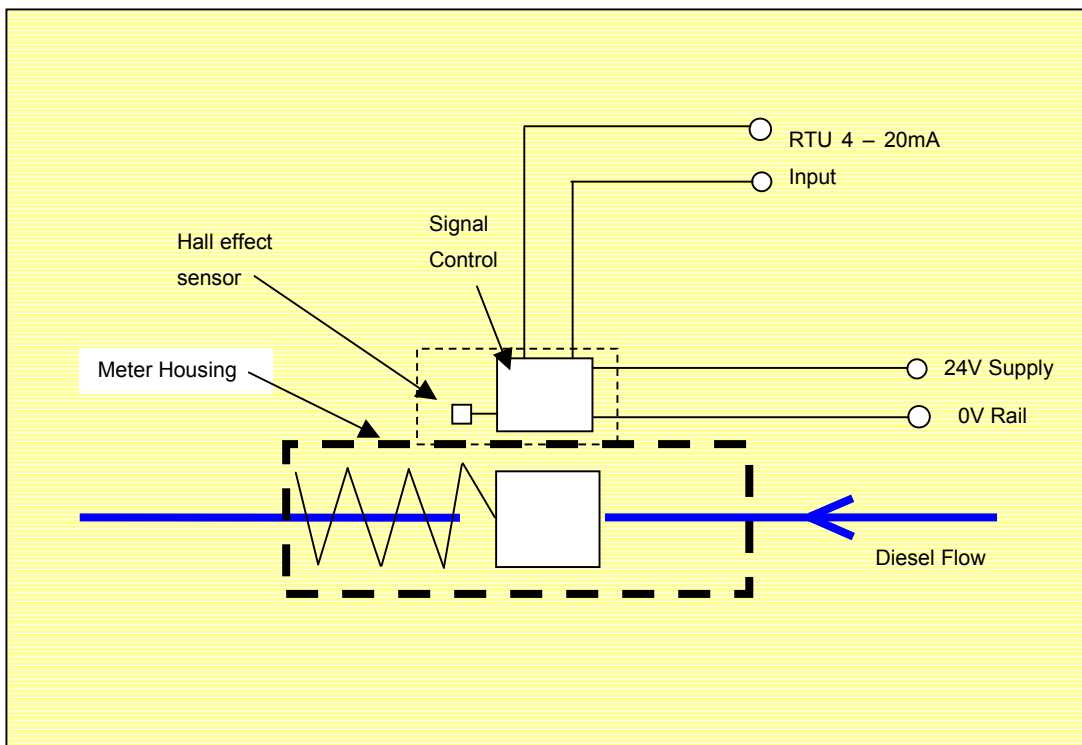 RTU 4 – 20mA
Input
Signal
Control
Hall effect
sensor
Meter Housing
24V Supply
0V Rail
Diesel Flow